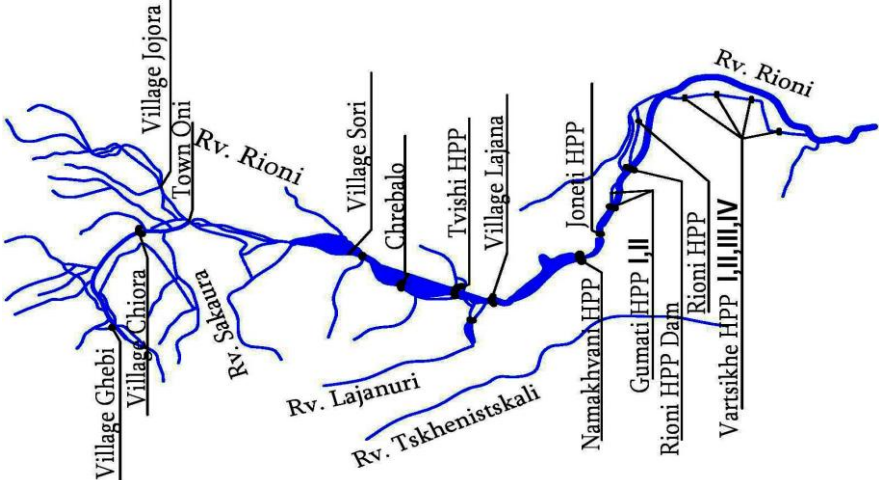 Village Jojora
Town Oni
Rv. Rioni
Village Sori
Chrebalo
Tvishi HPP
Village Lajana
Joneti HPP
Rv. Rioni
Village Ghebi
Village Chiora
Rv. Sakaura
Rv. Lajanuri
Rv. Tskhenistskali
Namakhvani HPP
Gumati HPP I,II
Rioni HPP Dam
Rioni HPP
Vartsikhe HPP I,II,III,IV